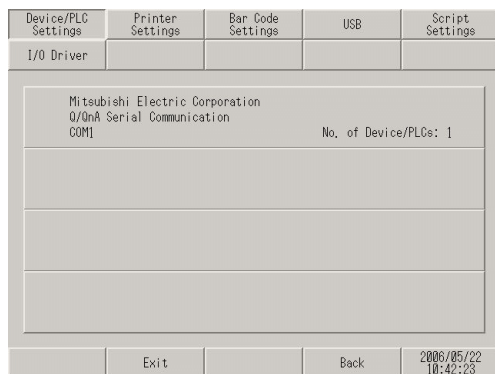 Device/PLC Settings
Printer Settings
Bar Code Settings
USB
Script Settings
I/O Driver
Mitsubishi Electric Corporation
Q/QnA Serial Communication
COM1 No. of Device/PLCs: 1
Exit
Back
2006/05/22
10:42:23